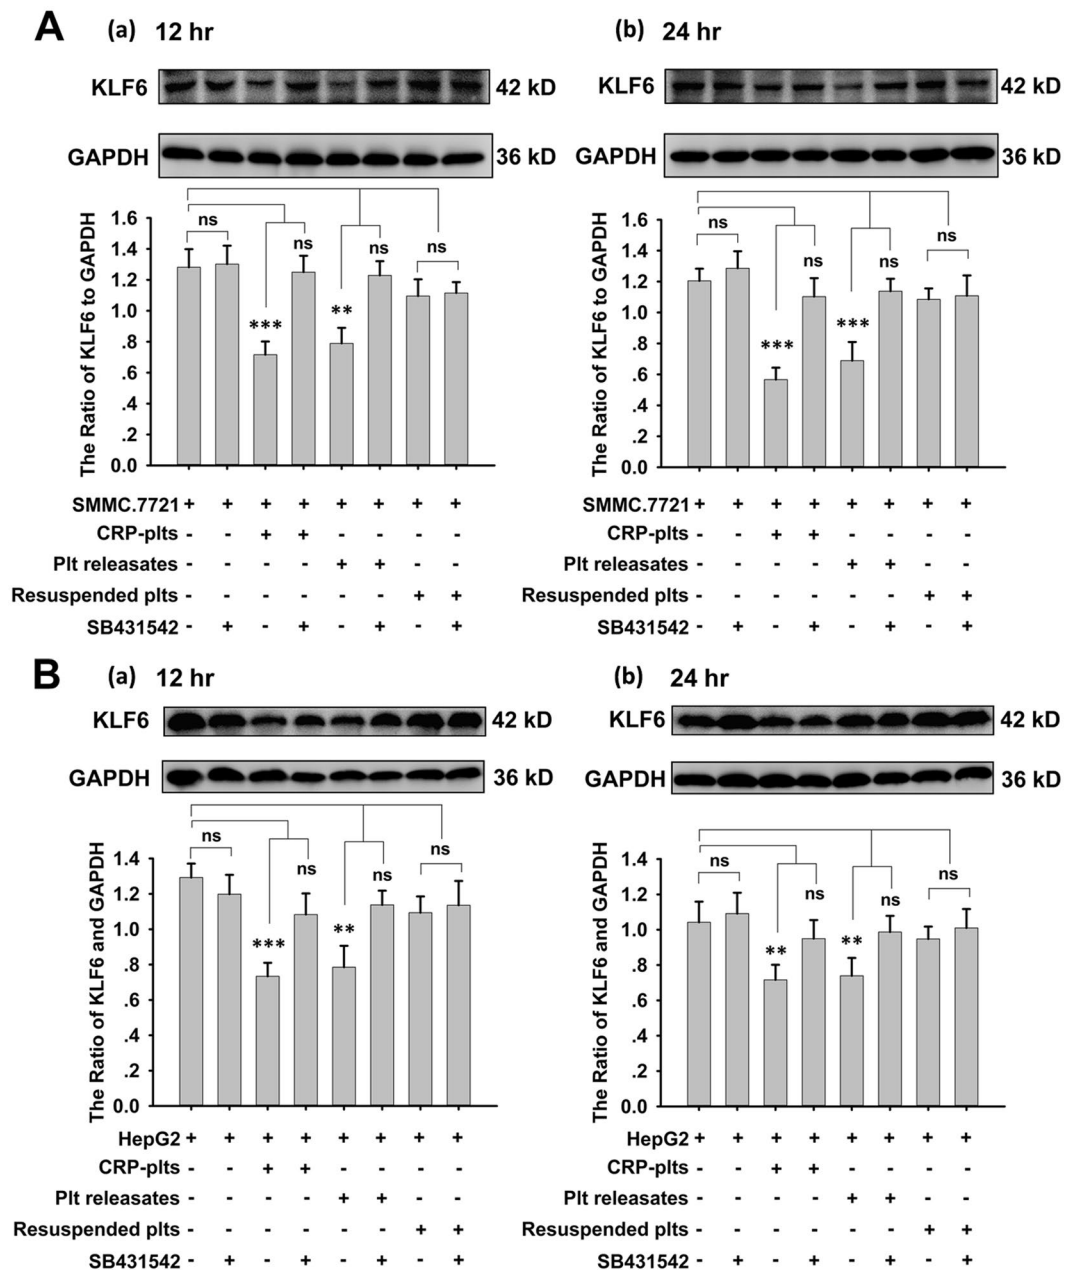 A (a) 12 hr (b) 24 hr
KLF6 42 kD KLF6 42 kD
GAPDH 36 kD GAPDH 36 kD
The Ratio of KLF6 to GAPDH
1.6
1.4
1.2
1.0
.8
.6
.4
.2
0.0
ns *** ns ** ns ns
The Ratio of KLF6 to GAPDH
1.6
1.4
1.2
1.0
.8
.6
.4
.2
0.0
ns *** ns *** ns ns
SMMC.7721 + + + + + + + + SMMC.7721 + + + + + + + +
CRP-plts - - + + - - - - CRP-plts - - + + - - - -
Plt releasates - - - - + + - - Plt releasates - - - - + + - -
Resuspended plts - - - - - - + + Resuspended plts - - - - - - + +
SB431542 - + - + - + - + SB431542 - + - + - + - +
B (a) 12 hr (b) 24 hr
KLF6 42 kD KLF6 42 kD
GAPDH 36 kD GAPDH 36 kD
The Ratio of KLF6 and GAPDH
1.4
1.2
1.0
.8
.6
.4
.2
0.0
ns *** ns ** ns ns
The Ratio of KLF6 and GAPDH
1.4
1.2
1.0
.8
.6
.4
.2
0.0
ns ** ns ** ns ns
HepG2 + + + + + + + + HepG2 + + + + + + + +
CRP-plts - - + + - - - - CRP-plts - - + + - - - -
Plt releasates - - - - + + - - Plt releasates - - - - + + - -
Resuspended plts - - - - - - + + Resuspended plts - - - - - - + +
SB431542 - + - + - + - + SB431542 - + - + - + - +